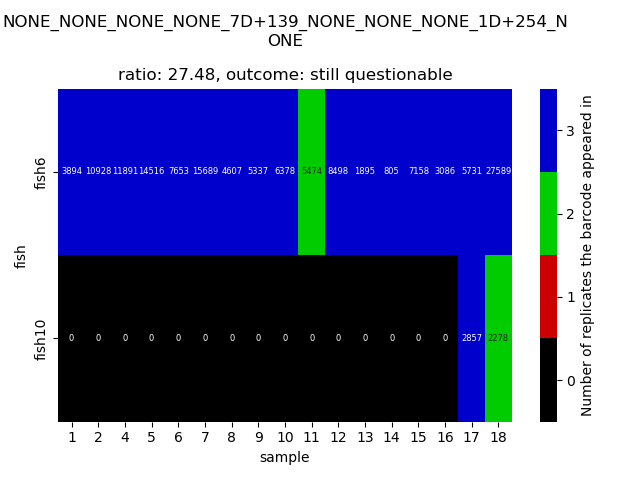 NONE_NONE_NONE_NONE_7D+139_NONE_NONE_NONE_1D+254_N
ONE
ratio: 27.48, outcome: still questionable
fish6
3894 10928 11891 14516 7653 15689 4607 5337 6378 5474 8498 1895 805 7158 3086 5731 27589
fish
fish10
0 0 0 0 0 0 0 0 0 0 0 0 0 0 0 2857 2278
1 2 4 5 6 7 8 9 10 11 12 13 14 15 16 17 18
sample
3
2
1
0
Number of replicates the barcode appeared in